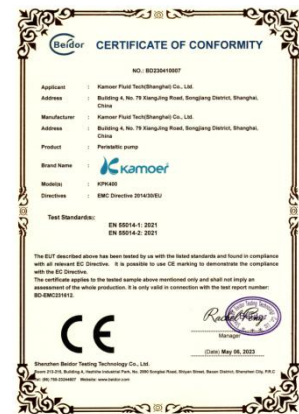 Beidor
CERTIFICATE OF CONFORMITY
NO.: BD230410007
Applicant : Kamoer Fluid Tech(Shanghai) Co., Ltd.
Address : Building 4, No. 79 XiangJing Road, Songjiang District, Shanghai,
China
Manufacturer : Kamoer Fluid Tech(Shanghai) Co., Ltd.
Address : Building 4, No. 79 XiangJing Road, Songjiang District, Shanghai,
China
Product : Peristaltic pump
Brand Name : kamoer
Model(s) : KPK400
Directives : EMC Directive 2014/30/EU
Test Standard(s):
EN 55014-1: 2021
EN 55014-2: 2021
The EUT described above has been tested by us with the listed standards and found in compliance
with all relevant EC Directive. It is possible to use CE marking to demonstrate the compliance
with the EC Directive.
The certificate applies to the tested sample above mentioned only and shall not imply an
assessment of the whole production. It is only valid in connection with the test report number:
BD-EMC231012.
CE
Manager
(Date) May 08, 2023
Shenzhen Beidor Testing Technology Co., Ltd.